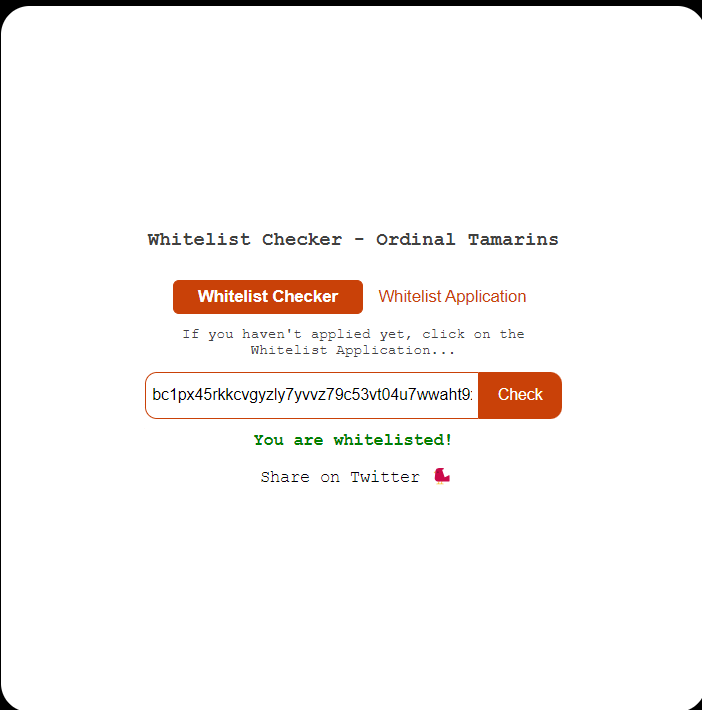 Whitelist Checker - Ordinal Tamarins
Whitelist Checker Whitelist Application
If you haven't applied yet, click on the
Whitelist Application...
bc1px45rkkcvgyzly7yvvz79c53vt04u7wwaht9 Check
You are whitelisted!
Share on Twitter